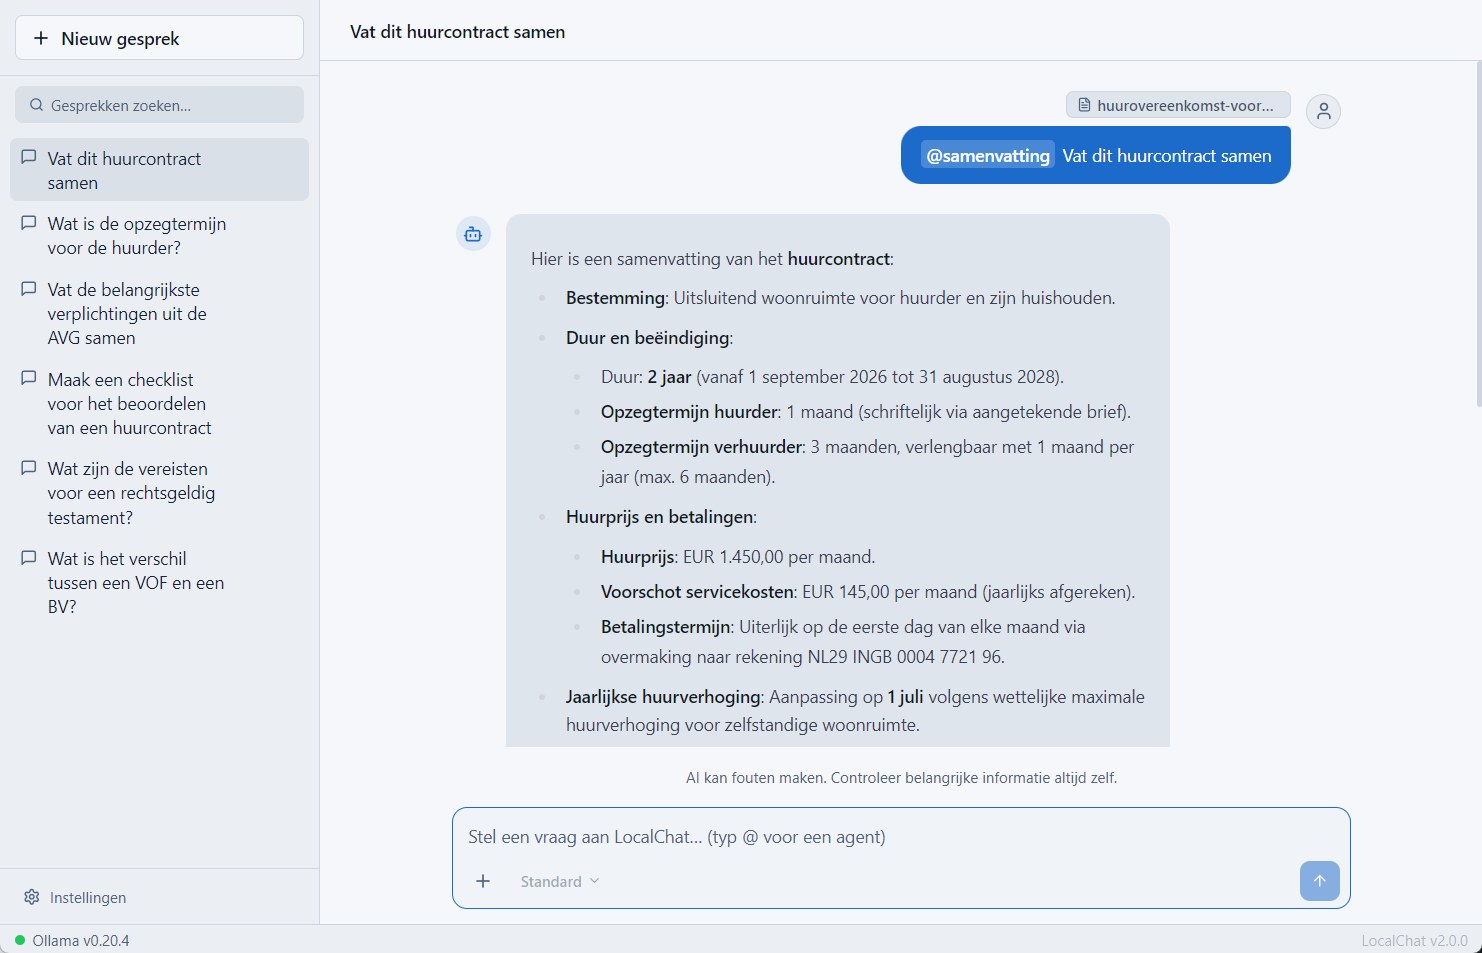 Nieuw gesprek
Gesprekken zoeken...
Vat dit huurcontract
samen
Wat is de opzegtermijn
voor de huurder?
Vat de belangrijkste
verplichtingen uit de
AVG samen
Maak een checklist
voor het beoordelen
van een huurcontract
Wat zijn de vereisten
voor een rechtsgeldig
testament?
Wat is het verschil
tussen een VOF en een
BV?
Instellingen
Vat dit huurcontract samen
huurovereenkomst-voor...
@samenvatting Vat dit huurcontract samen
Hier is een samenvatting van het huurcontract:
Bestemming: Uitsluitend woonruimte voor huurder en zijn huishouden.
Duur en beëindiging:
Duur: 2 jaar (vanaf 1 september 2026 tot 31 augustus 2028).
Opzegtermijn huurder: 1 maand (schriftelijk via aangetekende brief).
Opzegtermijn verhuurder: 3 maanden, verlengbaar met 1 maand per
jaar (max. 6 maanden).
Huurprijs en betalingen:
Huurprijs: EUR 1.450,00 per maand.
Voorschot servicekosten: EUR 145,00 per maand (jaarlijks afgereken).
Betalingstermijn: Uiterlijk op de eerste dag van elke maand via
overmaking naar rekening NL29 INGB 0004 7721 96.
Jaarlijkse huurverhoging: Aanpassing op 1 juli volgens wettelijke maximale
huurverhoging voor zelfstandige woonruimte.
AI kan fouten maken. Controleer belangrijke informatie altijd zelf.
Stel een vraag aan LocalChat... (typ @ voor een agent)
Standard
Ollama v0.20.4
LocalChat v2.0.0